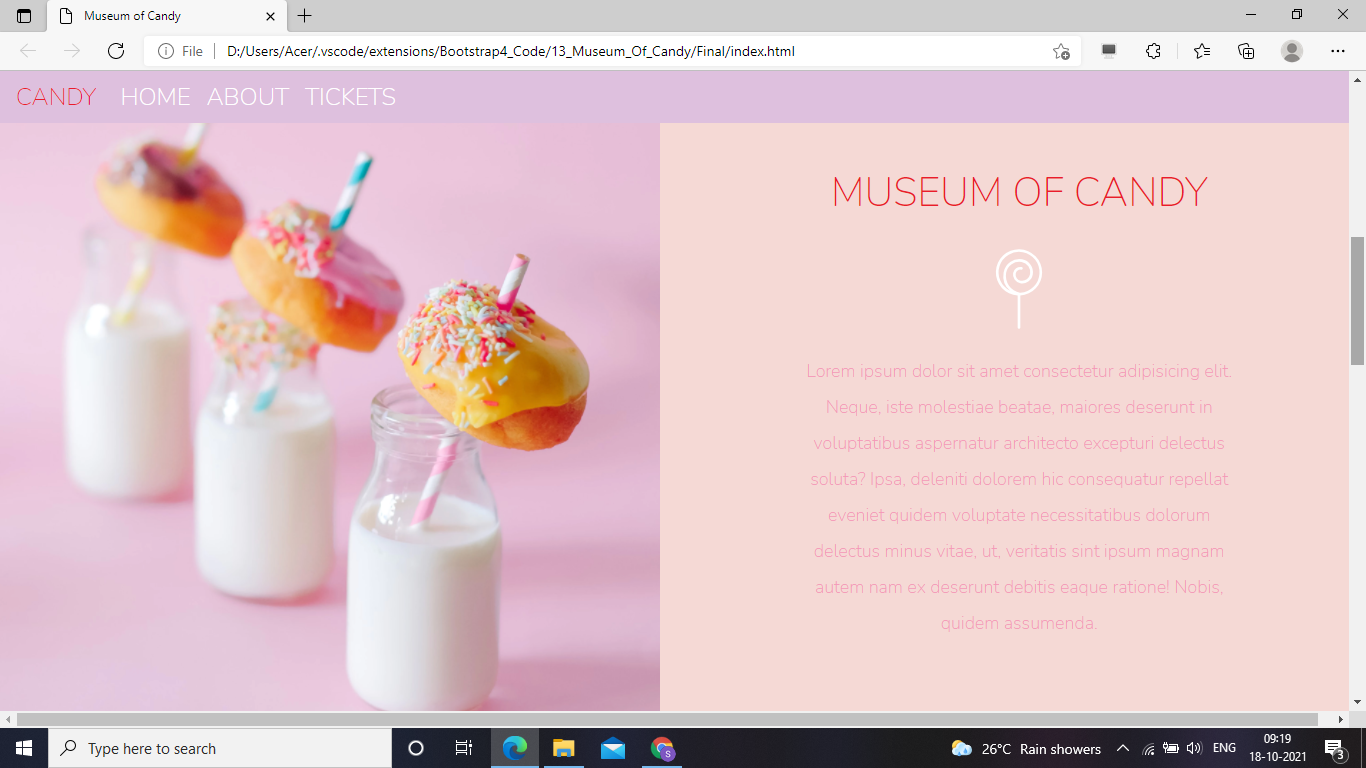 Museum of Candy
File
D:/Users/Acer/.vscode/extensions/Bootstrap4_Code/13_Museum_Of_Candy/Final/index.html
CANDY HOME ABOUT TICKETS
MUSEUM OF CANDY
Lorem ipsum dolor sit amet consectetur adipisicing elit.
Neque, iste molestiae beatae, maiores deserunt in
voluptatibus aspernatur architecto excepturi delectus
soluta? Ipsa, deleniti dolorem hic consequatur repellat
eveniet quidem voluptate necessitatibus dolorum
delectus minus vitae, ut, veritatis sint ipsum magnam
autem nam ex deserunt debitis eaque ratione! Nobis,
quidem assumenda.
Type here to search
S
26°C Rain showers
ENG
09:19
18-10-2021
3